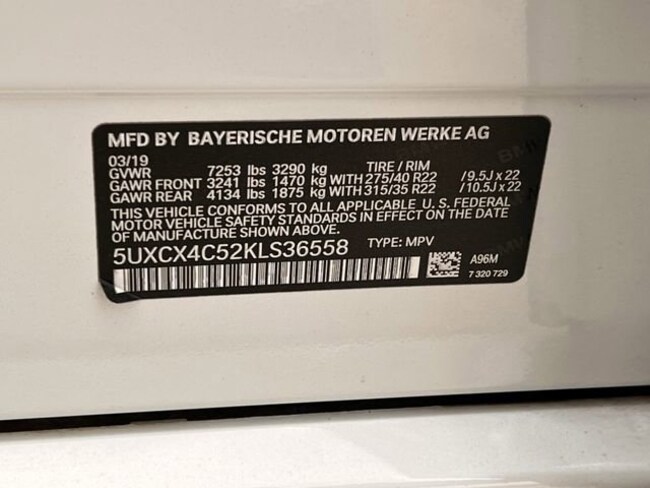 MFD BY BAYERISCHE MOTOREN WERKE AG
03/19
GVWR 7253 lbs 3290 kg TIRE / RIM
GAWR FRONT 3241 lbs 1470 kg WITH 275/40 R22 /9.5J x 22
GAWR REAR 4134 lbs 1875 kg WITH 315/35 R22 /10.5J x 22
THIS VEHICLE CONFORMS TO ALL APPLICABLE U. S. FEDERAL
MOTOR VEHICLE SAFETY STANDARDS IN EFFECT ON THE DATE
OF MANUFACTURE SHOWN ABOVE.
5UXCX4C52KLS36558 TYPE: MPV
A96M
7 320 729